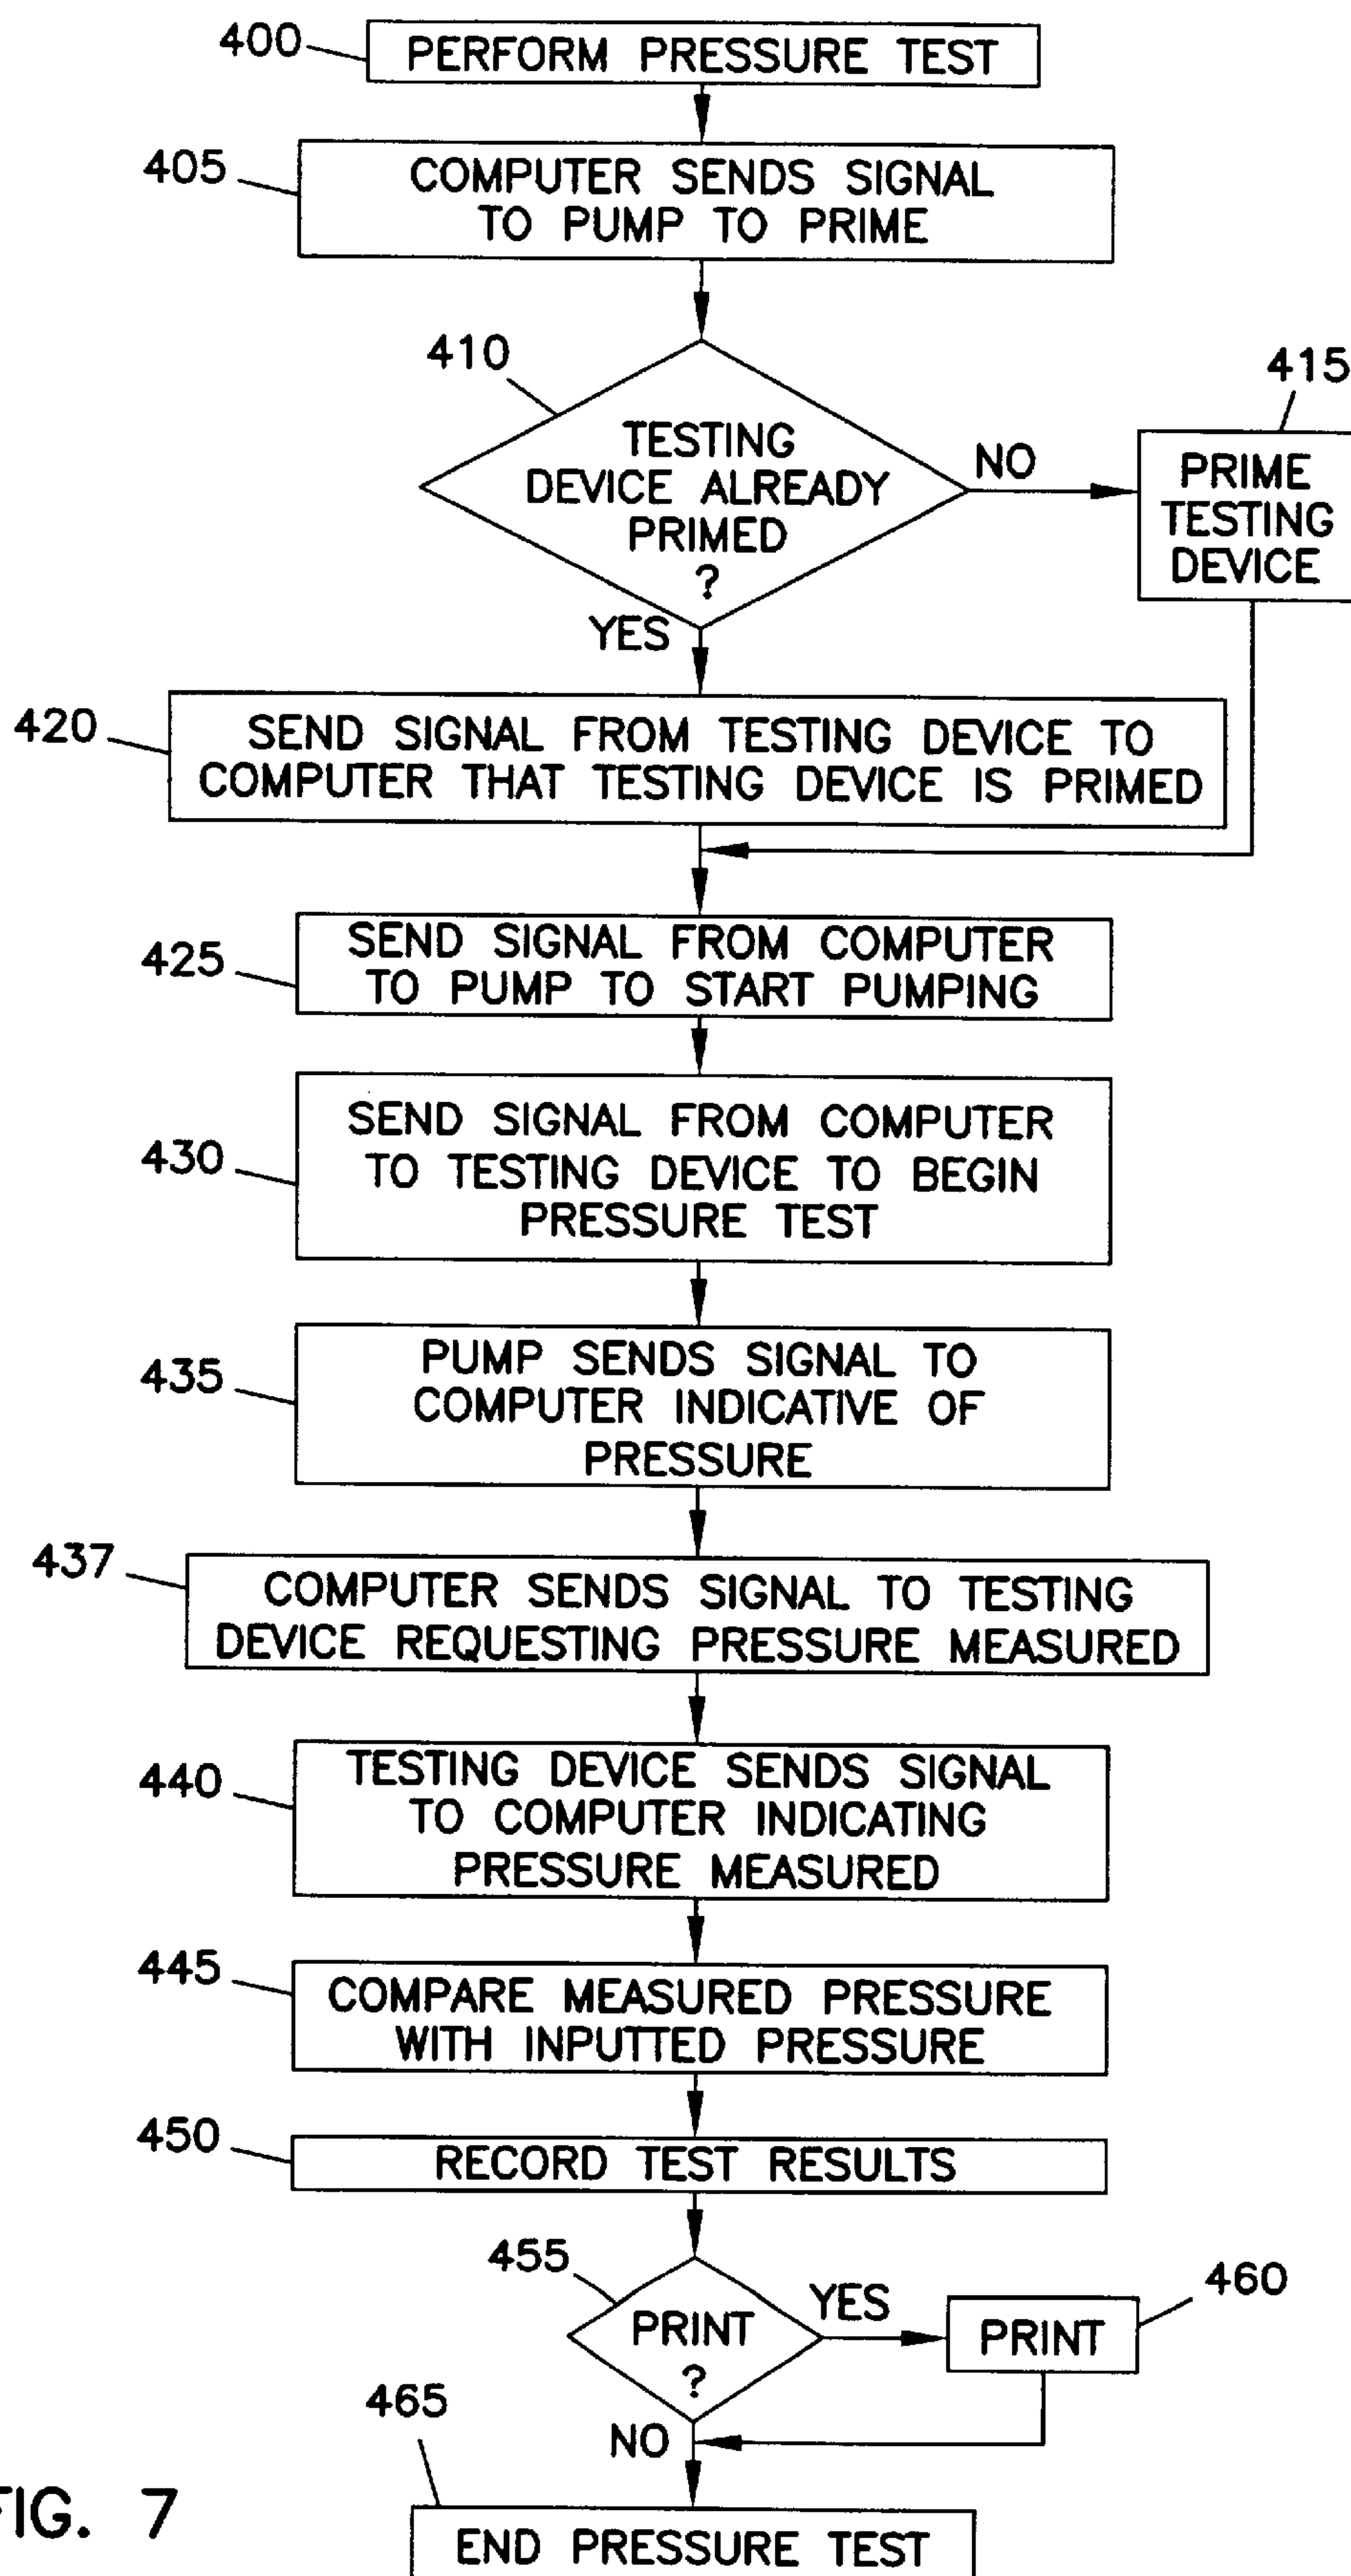 400
PERFORM PRESSURE TEST
405
COMPUTER SENDS SIGNAL
TO PUMP TO PRIME
410
TESTING
DEVICE ALREADY
PRIMED
?
NO
415
PRIME
TESTING
DEVICE
YES
420
SEND SIGNAL FROM TESTING DEVICE TO
COMPUTER THAT TESTING DEVICE IS PRIMED
425
SEND SIGNAL FROM COMPUTER
TO PUMP TO START PUMPING
430
SEND SIGNAL FROM COMPUTER
TO TESTING DEVICE TO BEGIN
PRESSURE TEST
435
PUMP SENDS SIGNAL TO
COMPUTER INDICATIVE OF
PRESSURE
437
COMPUTER SENDS SIGNAL TO TESTING
DEVICE REQUESTING PRESSURE MEASURED
440
TESTING DEVICE SENDS SIGNAL
TO COMPUTER INDICATING
PRESSURE MEASURED
445
COMPARE MEASURED PRESSURE
WITH INPUTTED PRESSURE
450
RECORD TEST RESULTS
455
PRINT
?
YES
460
PRINT
NO
465
END PRESSURE TEST
FIG. 7